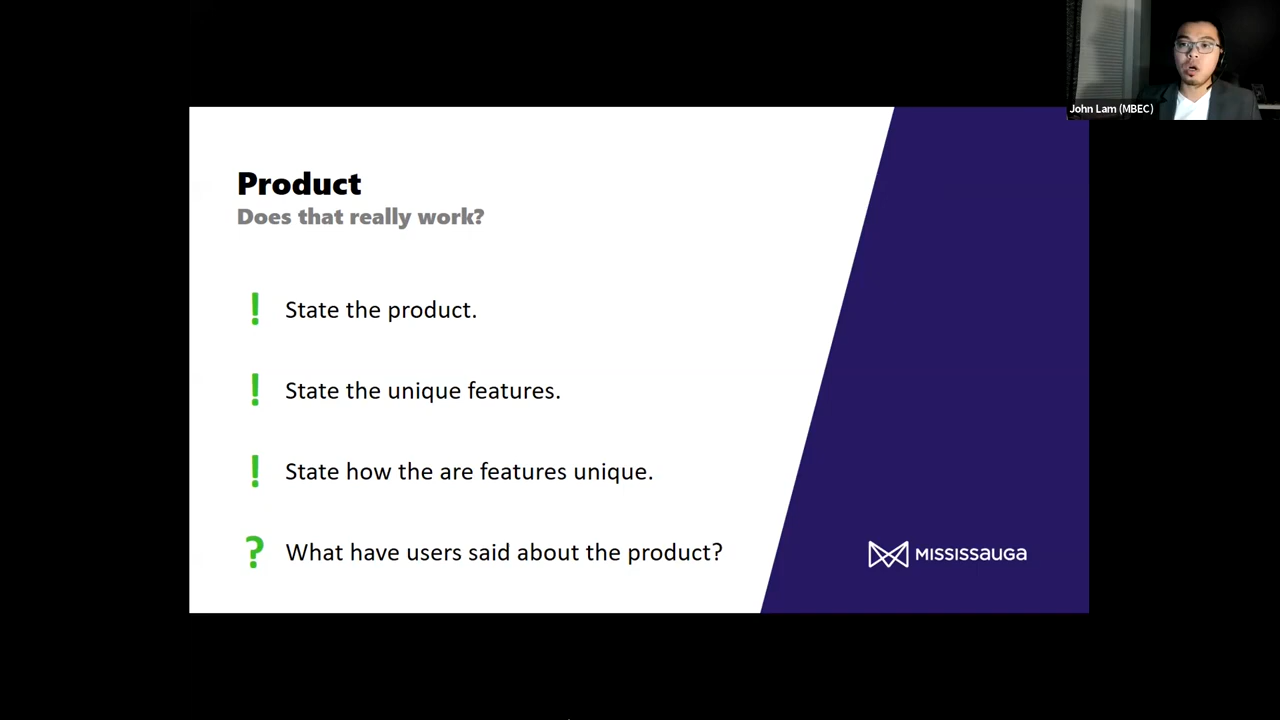 John Lam (MBEC)
Product
Does that really work?
! State the product.
! State the unique features.
! State how the are features unique.
? What have users said about the product?
MISSISSAUGA